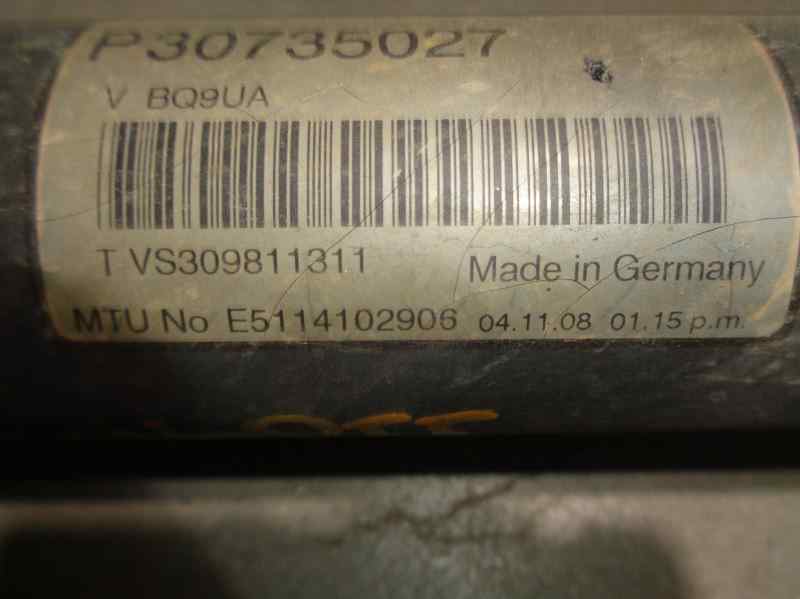 P30735027
V BQ9UA
T VS309811311
Made in Germany
MTU No E5114102906 04.11.08 01.15 p.m.